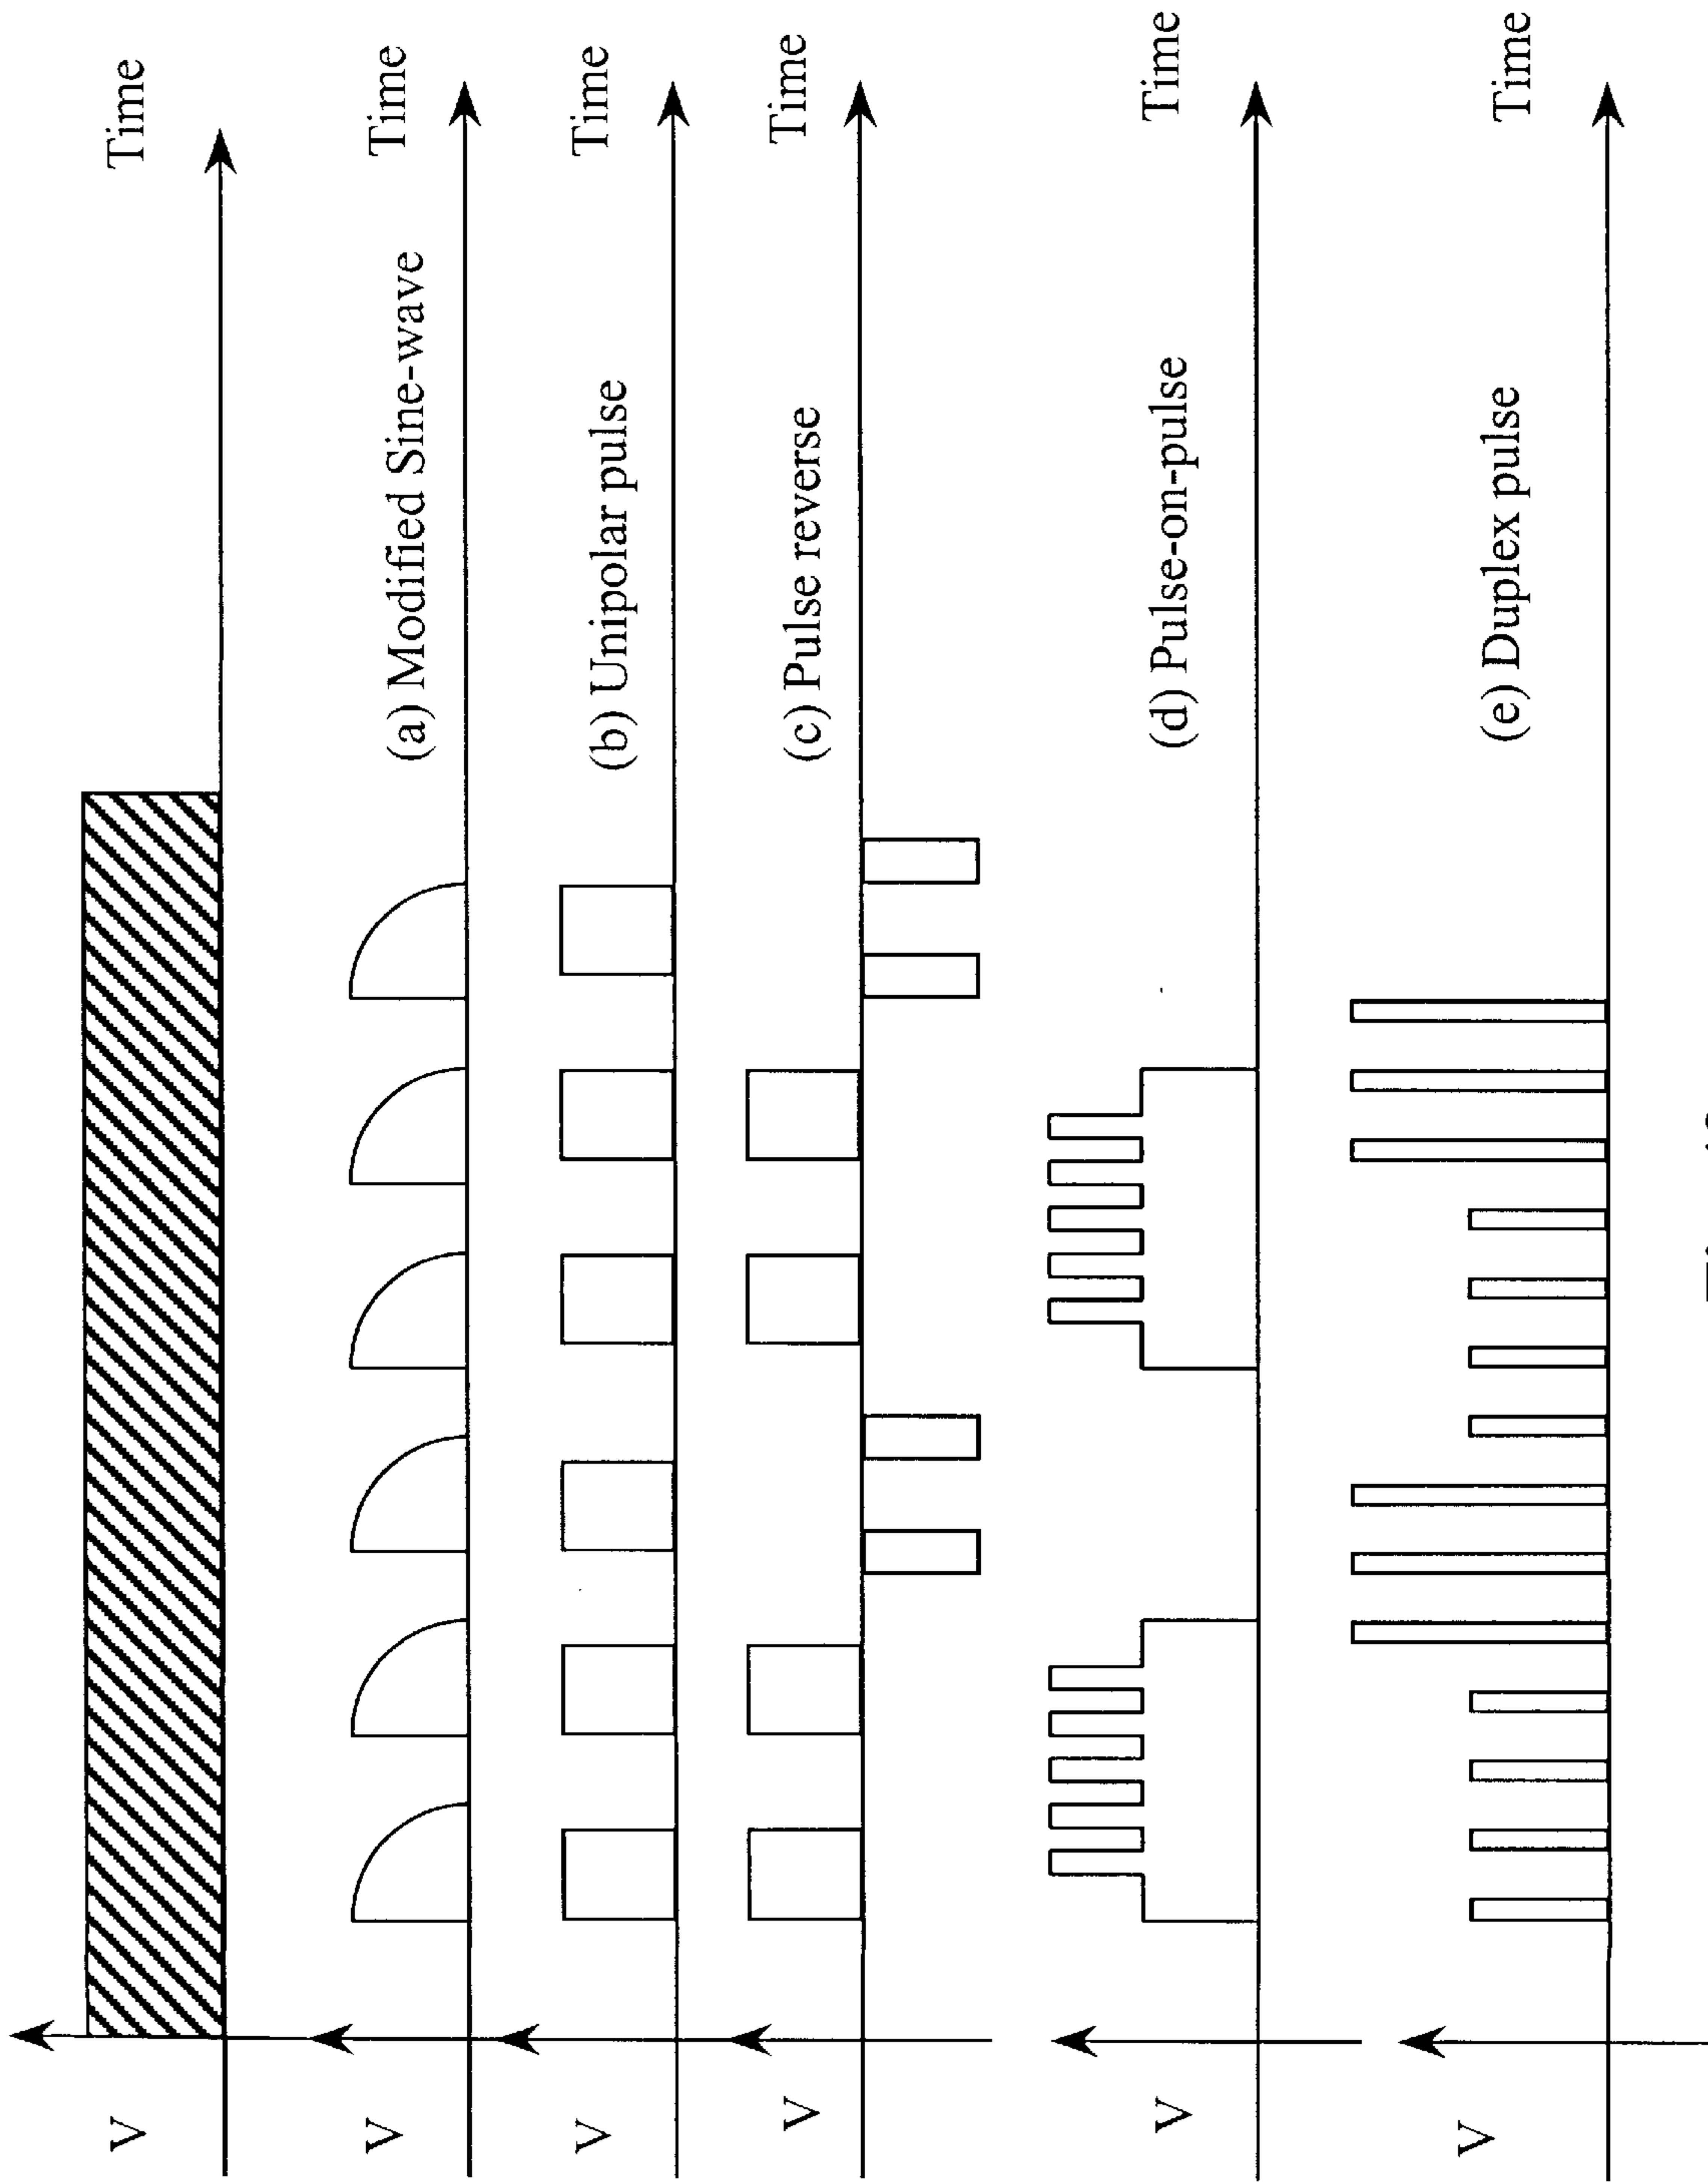 V
Time
V
Time
(a) Modified Sine-wave
V
Time
(b) Unipolar pulse
V
Time
(c) Pulse reverse
V
Time
(d) Pulse-on-pulse
V
Time
(e) Duplex pulse